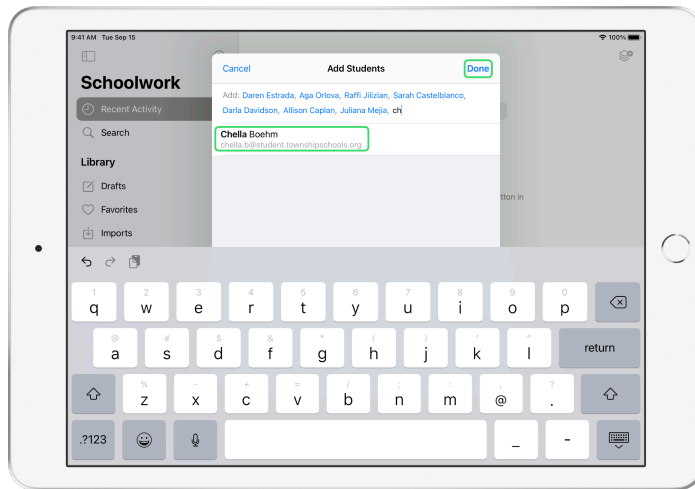 9:41 AM Tue Sep 15
100%
Schoolwork
Recent Activity
Search
Library
Drafts
Favorites
Imports
Cancel
Add Students
Done
Add: Daren Estrada, Aga Orlova, Raffi Jilizian, Sarah Castelblanco,
Darla Davidson, Allison Caplan, Juliana Mejia, ch
Chella Boehm
chella.b@student.townshipschools.org
tton in
1 2 3 4 5 6 7 8 9 0
q w e r t y u i o p
@ # $ & * ( ) ' "
a s d f g h j k l return
% - + = / ; : , ?
z x c v b n m @ .
.?123 _ -